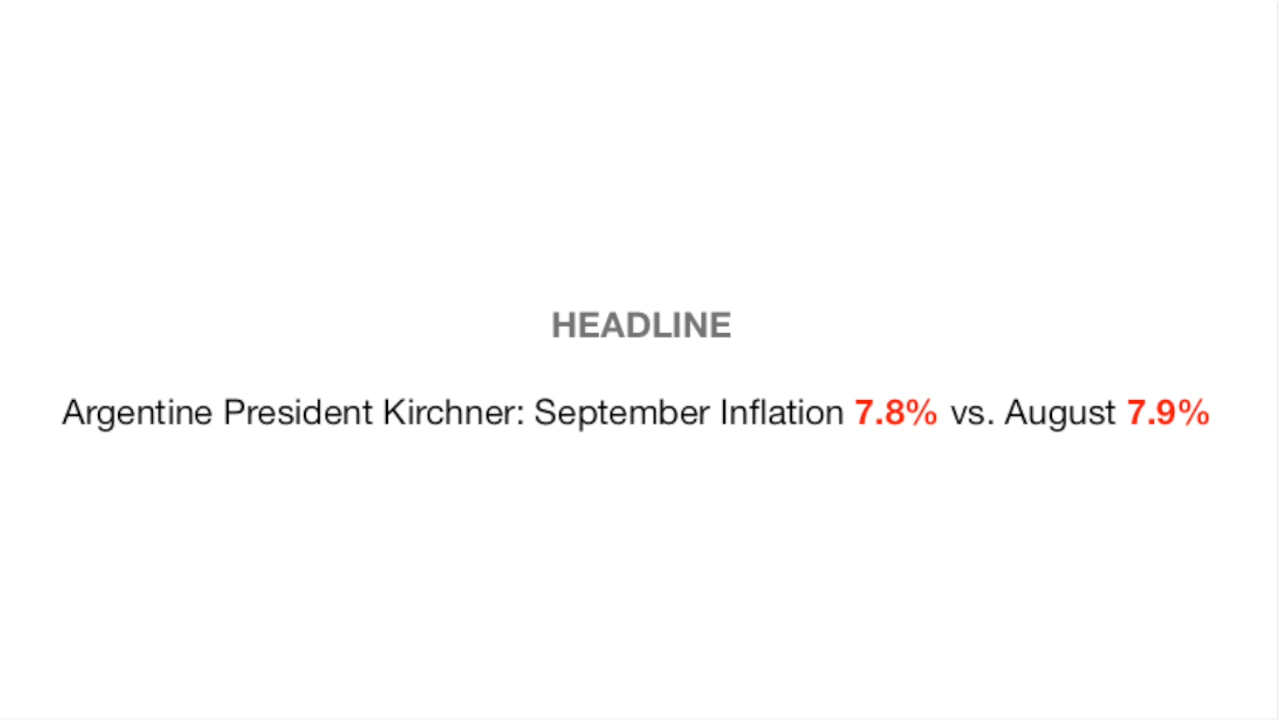 HEADLINE
Argentine President Kirchner: September Inflation 7.8% vs. August 7.9%